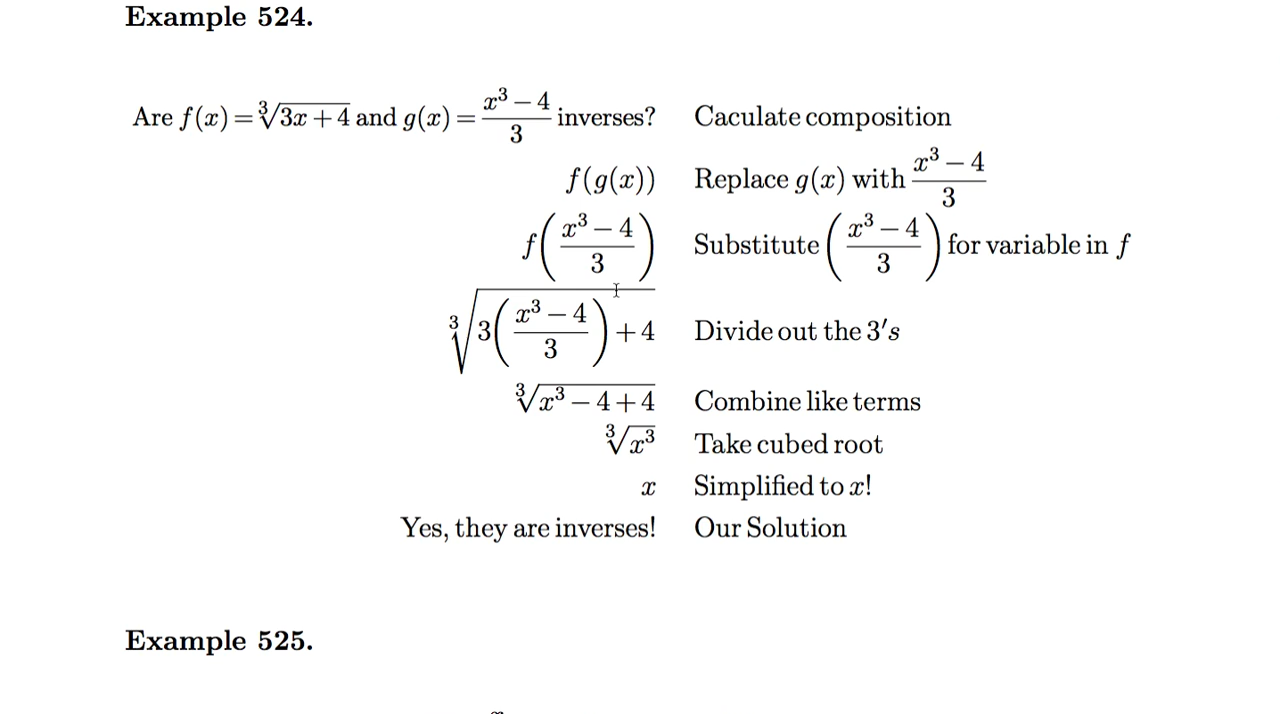 Example 524.
Are f(x) = ∛(3x + 4) and g(x) = (x³ − 4)/3 inverses? Caculate composition
f(g(x)) Replace g(x) with (x³ − 4)/3
f((x³ − 4)/3) Substitute ((x³ − 4)/3) for variable in f
∛(3((x³ − 4)/3) + 4) Divide out the 3′s
∛(x³ − 4 + 4) Combine like terms
∛(x³) Take cubed root
x Simplified to x!
Yes, they are inverses! Our Solution
Example 525.